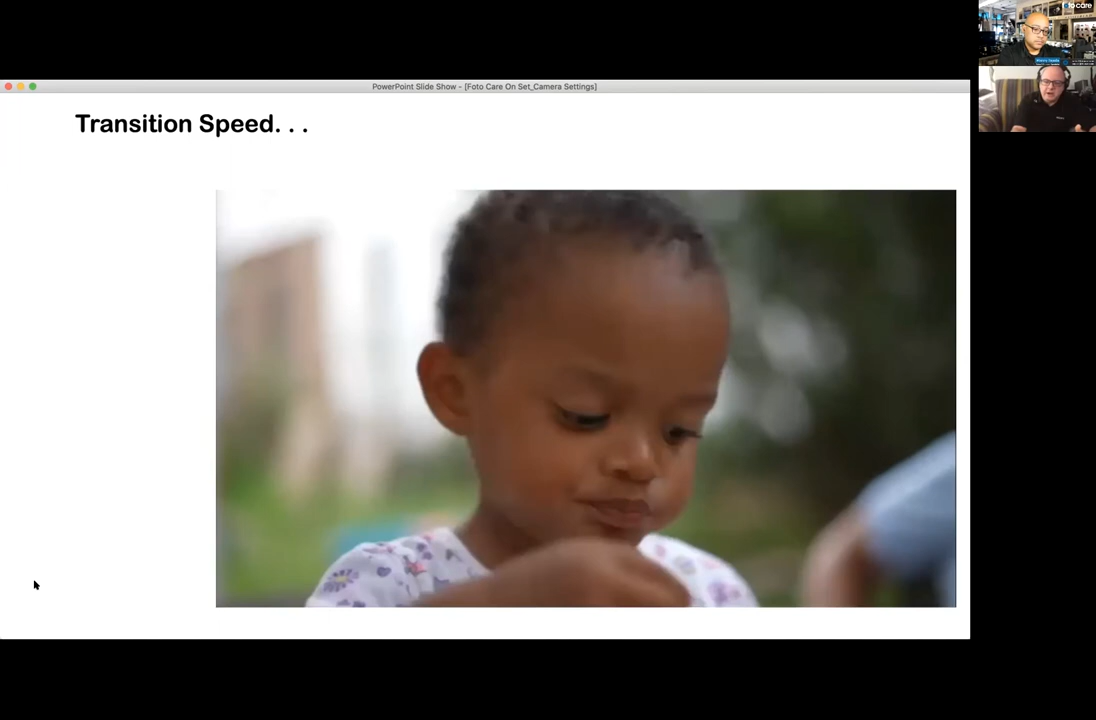 PowerPoint Slide Show - [Foto Care On Set_Camera Settings]
Transition Speed. . .